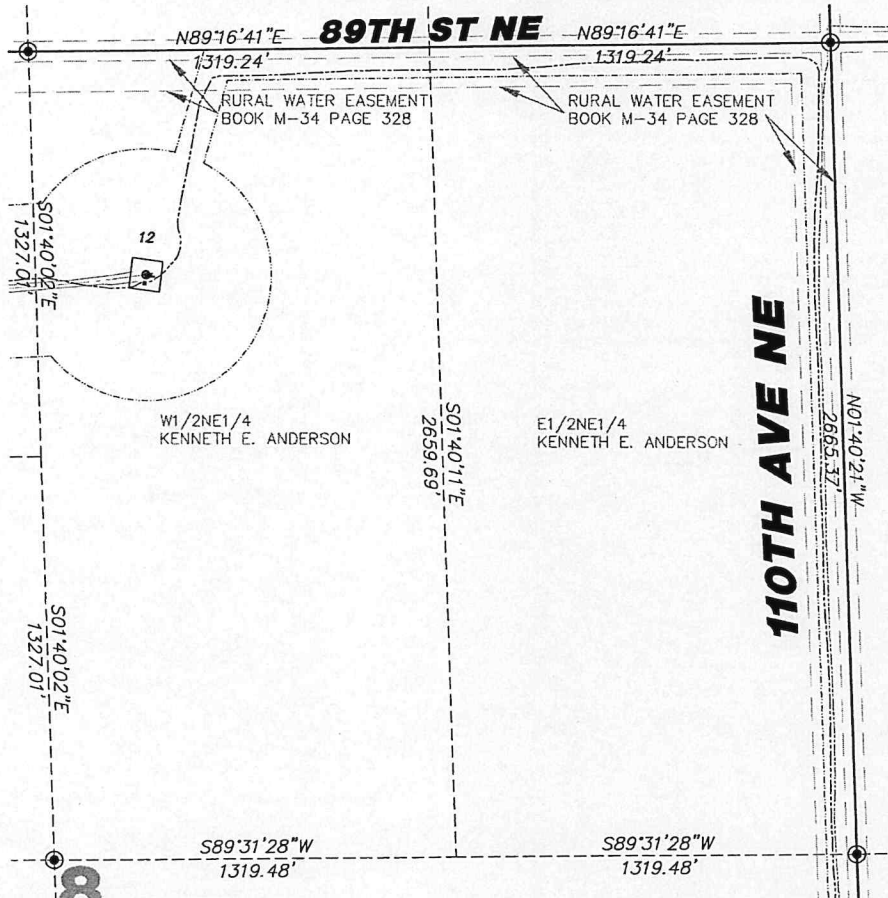 N89°16'41"E
89TH ST NE
N89°16'41"E
1319.24'
1319.24'
RURAL WATER EASEMENT
BOOK M-34 PAGE 328
RURAL WATER EASEMENT
BOOK M-34 PAGE 328
S01°40'02"E
1327.01'
12
W1/2NE1/4
KENNETH E. ANDERSON
S01°40'11"E
2659.69'
E1/2NE1/4
KENNETH E. ANDERSON
110TH AVE NE
N01°40'21"W
2665.37'
S01°40'02"E
1327.01'
S89°31'28"W
1319.48'
S89°31'28"W
1319.48'
8